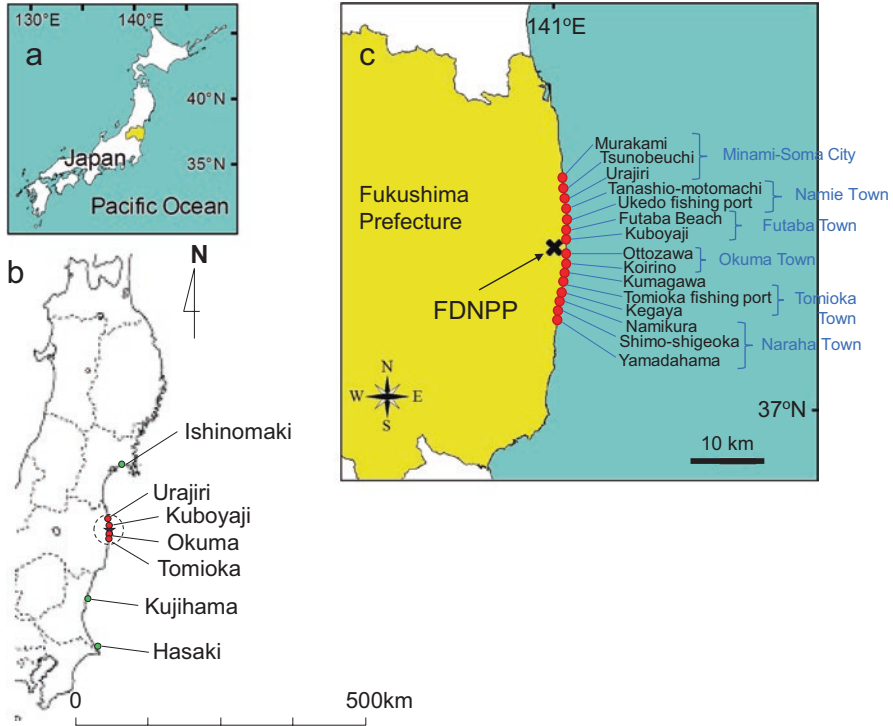 130°E
140°E
a
40°N
35°N
Japan
Pacific Ocean
b
N
Ishinomaki
Urajiri
Kuboyaji
Okuma
Tomioka
Kujihama
Hasaki
0
500km
c
141°E
Murakami
Tsunobeuchi
Urajiri
Minami-Soma City
Tanashio-motomachi
Ukedo fishing port
Namie Town
Futaba Beach
Kuboyaji
Futaba Town
Ottozawa
Koirino
Okuma Town
Kumagawa
Tomioka fishing port
Kegaya
Tomioka
Town
Namikura
Shimo-shigeoka
Naraha Town
Yamadahama
Fukushima
Prefecture
FDNPP
N
W
E
S
37°N
10 km